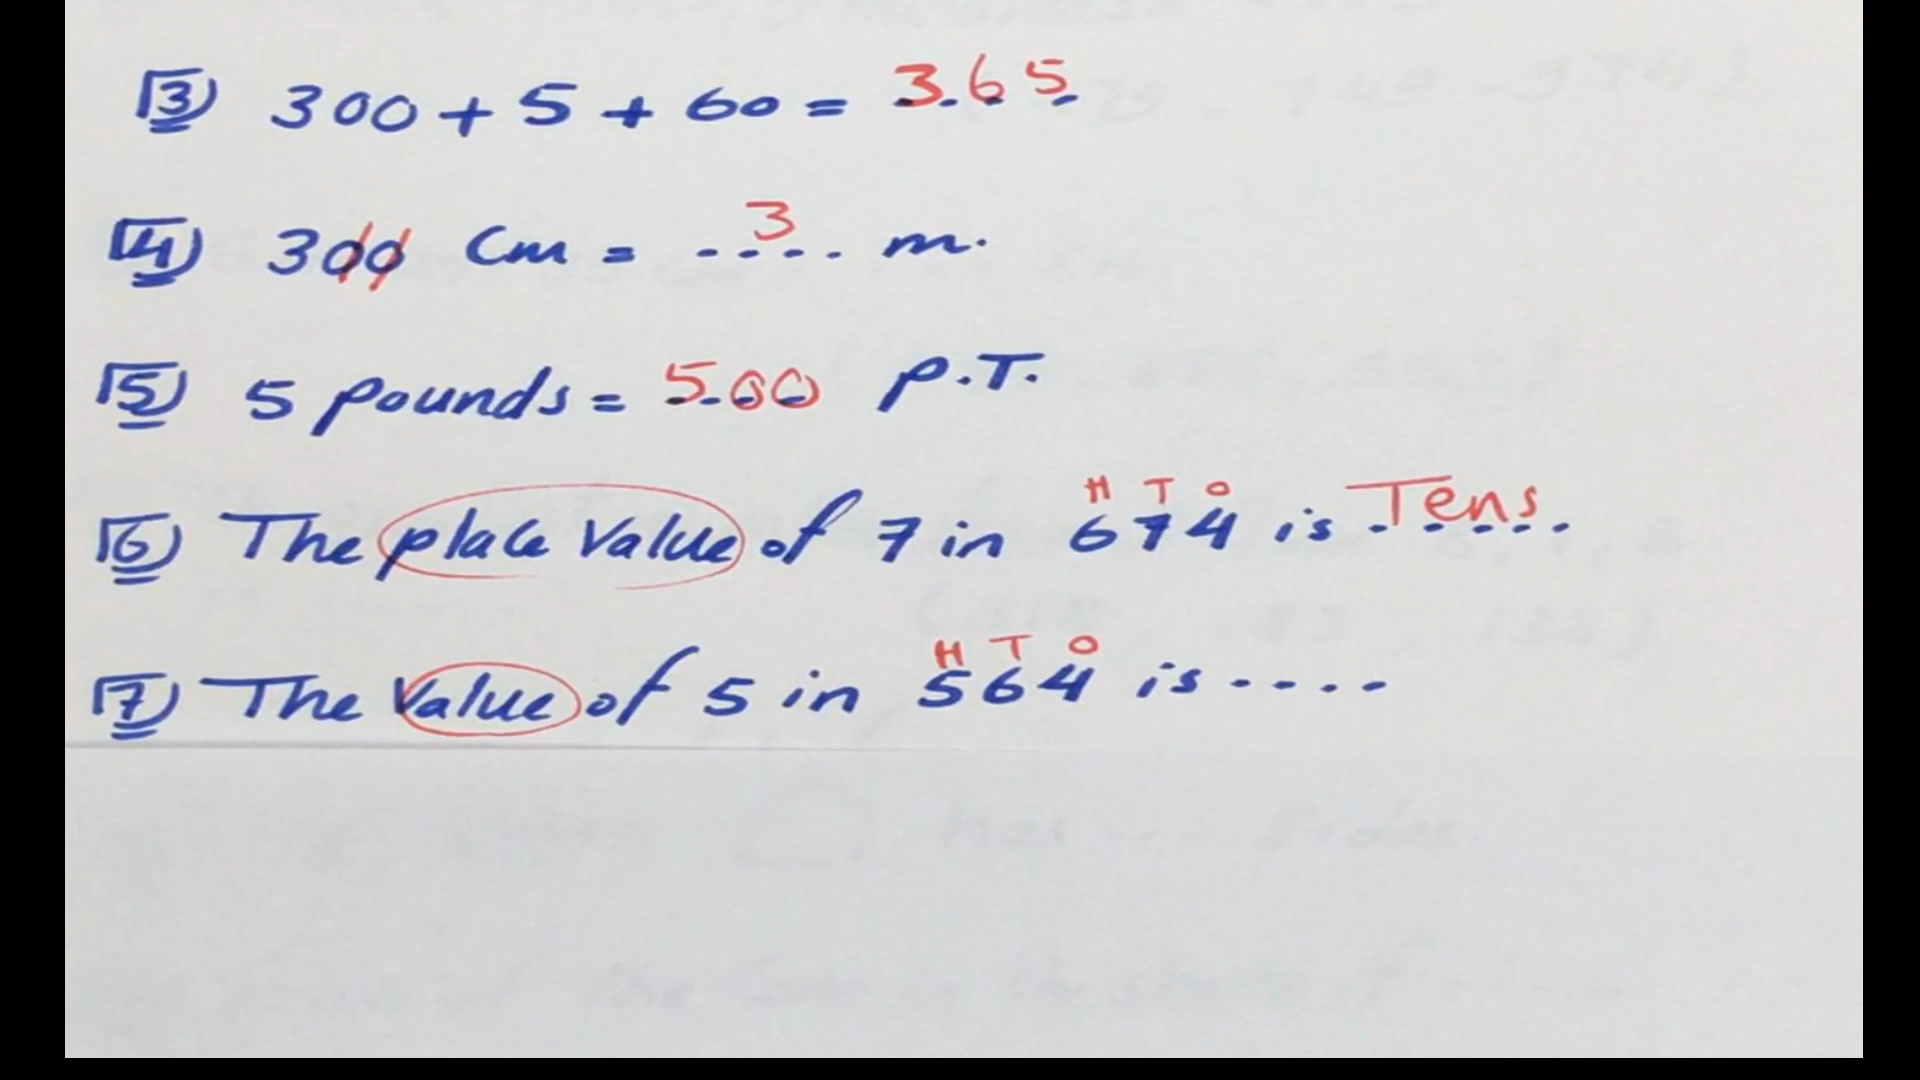 3 300 + 5 + 60 = 365
4 300 Cm = ....3.... m.
5 5 pounds = 500 P.T.
H T O
6 The place value of 7 in 674 is Tens.....
H T O
7 The value of 5 in 564 is ....